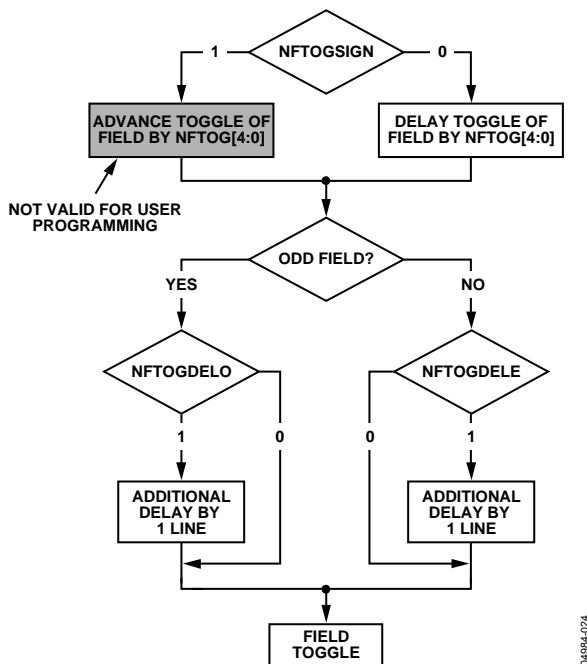 NFTOGSIGN
1
0
ADVANCE TOGGLE OF
FIELD BY NFTOG[4:0]
DELAY TOGGLE OF
FIELD BY NFTOG[4:0]
NOT VALID FOR USER
PROGRAMMING
ODD FIELD?
YES
NO
NFTOGDELO
NFTOGDELE
1
0
0
1
ADDITIONAL
DELAY BY
1 LINE
ADDITIONAL
DELAY BY
1 LINE
FIELD
TOGGLE
04984-024